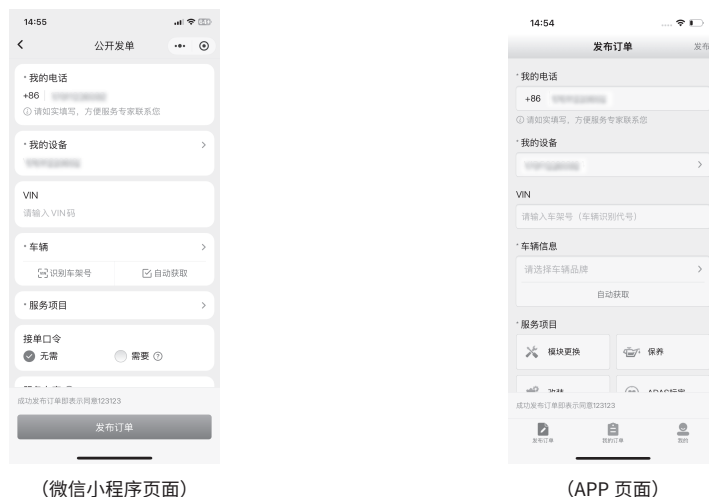 14:55
公开发单
* 我的电话
+86
请如实填写，方便服务专家联系您
* 我的设备
VIN
请输入 VIN 码
* 车辆
识别车架号
自动获取
* 服务项目
接单口令
无需
需要
成功发布订单即表示同意123123
发布订单
（微信小程序页面）
14:54
发布订单
发布
* 我的电话
+86
请如实填写，方便服务专家联系您
* 我的设备
VIN
请输入车架号（车辆识别代号）
* 车辆信息
请选择车辆品牌
自动获取
* 服务项目
模块更换
保养
成功发布订单即表示同意123123
发布订单
我的订单
我的
（APP 页面）